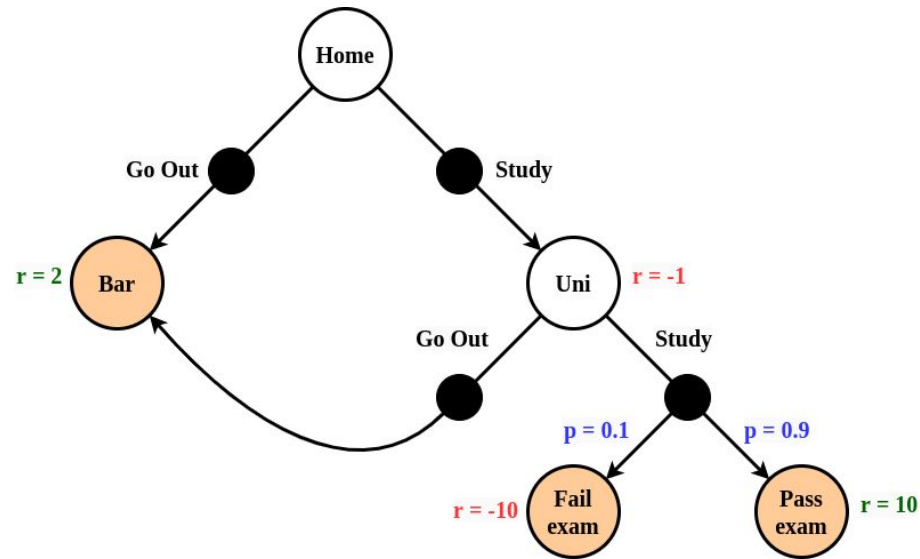 Home
Go Out
Study
r = 2
Bar
Uni
r = -1
Go Out
Study
p = 0.1
p = 0.9
r = -10
Fail
exam
Pass
exam
r = 10